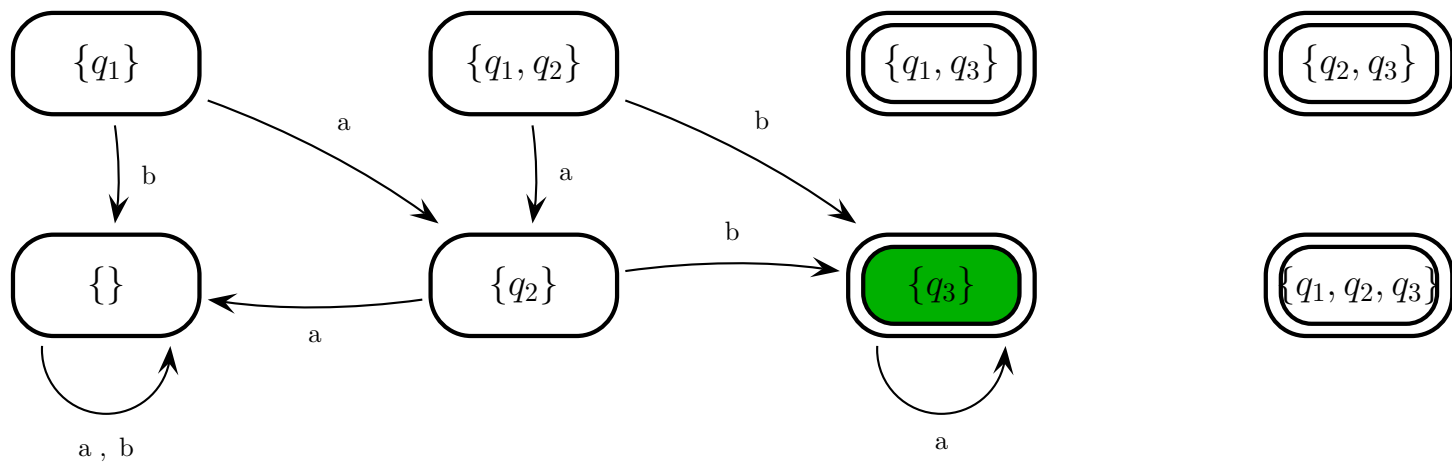 {q₁}
{q₁, q₂}
{q₁, q₃}
{q₂, q₃}
a
b
b
a
b
{}
{q₂}
{q₃}
{q₁, q₂, q₃}
a
a , b
a